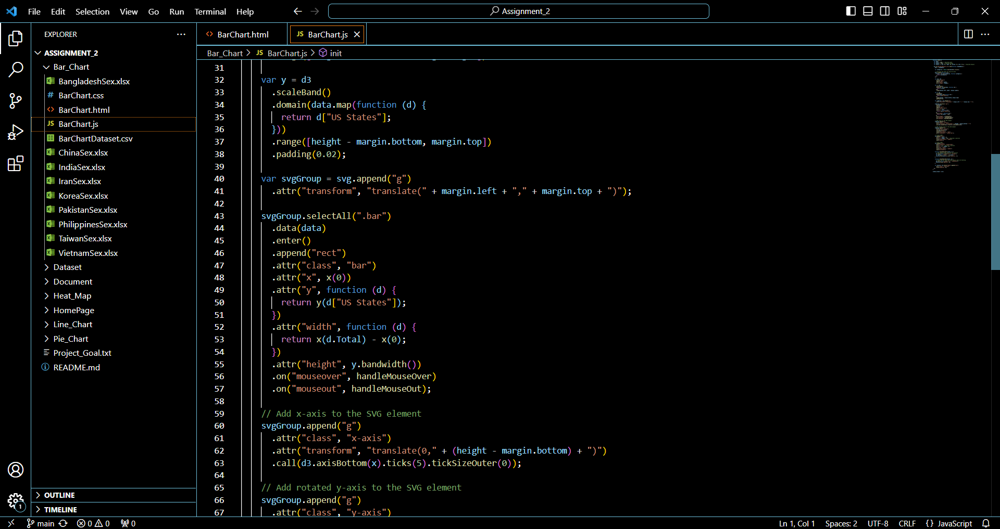 File Edit Selection View Go Run Terminal Help
Assignment_2
EXPLORER
ASSIGNMENT_2
Bar_Chart
BangladeshSex.xlsx
# BarChart.css
<> BarChart.html
JS BarChart.js
BarChartDataset.csv
ChinaSex.xlsx
IndiaSex.xlsx
IranSex.xlsx
KoreaSex.xlsx
PakistanSex.xlsx
PhilippinesSex.xlsx
TaiwanSex.xlsx
VietnamSex.xlsx
Dataset
Document
Heat_Map
HomePage
Line_Chart
Pie_Chart
Project_Goal.txt
README.md
OUTLINE
TIMELINE
1
<> BarChart.html JS BarChart.js
Bar_Chart > JS BarChart.js > init
31
32 var y = d3
33 .scaleBand()
34 .domain(data.map(function (d) {
35 return d["US States"];
36 }))
37 .range([height - margin.bottom, margin.top])
38 .padding(0.02);
39
40 var svgGroup = svg.append("g")
41 .attr("transform", "translate(" + margin.left + "," + margin.top + ")");
42
43 svgGroup.selectAll(".bar")
44 .data(data)
45 .enter()
46 .append("rect")
47 .attr("class", "bar")
48 .attr("x", x(0))
49 .attr("y", function (d) {
50 return y(d["US States"]);
51 })
52 .attr("width", function (d) {
53 return x(d.Total) - x(0);
54 })
55 .attr("height", y.bandwidth())
56 .on("mouseover", handleMouseOver)
57 .on("mouseout", handleMouseOut);
58
59 // Add x-axis to the SVG element
60 svgGroup.append("g")
61 .attr("class", "x-axis")
62 .attr("transform", "translate(0," + (height - margin.bottom) + ")")
63 .call(d3.axisBottom(x).ticks(5).tickSizeOuter(0));
64
65 // Add rotated y-axis to the SVG element
66 svgGroup.append("g")
67 .attr("class", "y-axis")
main 0 0 0 Ln 1, Col 1 Spaces: 2 UTF-8 CRLF {} JavaScript